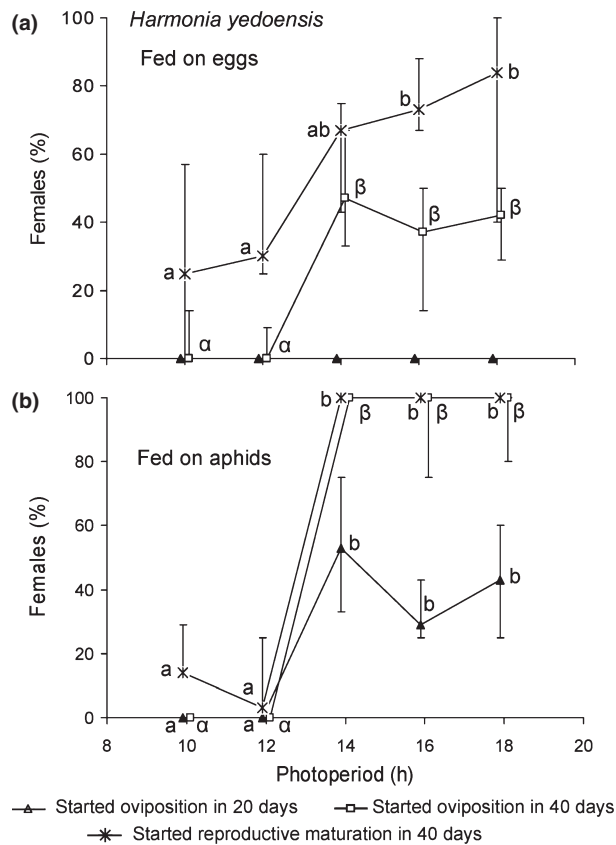 (a)
Harmonia yedoensis
Fed on eggs
Females (%)
100
80
60
40
20
0
a
a
ab
b
b
α
α
β
β
β
(b)
Fed on aphids
Females (%)
100
80
60
40
20
0
b
β
b
β
b
β
b
b
b
a
a
a
α
a
α
8
10
12
14
16
18
20
Photoperiod (h)
Started oviposition in 20 days
Started oviposition in 40 days
Started reproductive maturation in 40 days